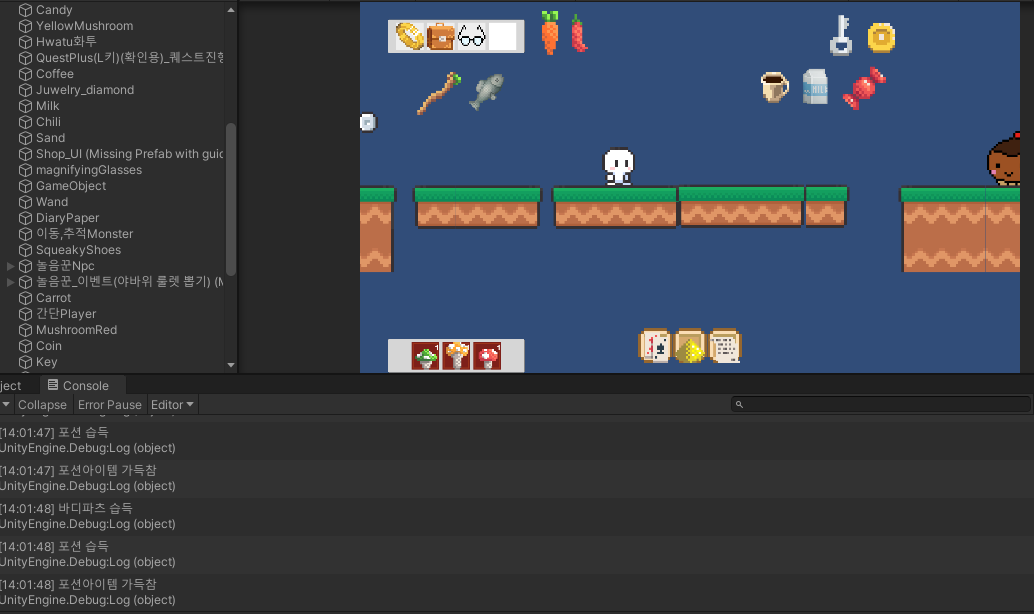 Candy
YellowMushroom
Hwatu화투
QuestPlus(L키)(확인용)_퀘스트진행
Coffee
Juwelry_diamond
Milk
Chili
Sand
Shop_UI (Missing Prefab with guid
magnifyingGlasses
GameObject
Wand
DiaryPaper
이동,추적Monster
SqueakyShoes
놀음꾼Npc
놀음꾼_이벤트(야바위 룰렛 뽑기) (M
Carrot
간단Player
MushroomRed
Coin
Key
MILK
ject
Console
Collapse
Error Pause
Editor
UnityEngine.Debug:Log (object)
[14:01:47] 포션 습득
UnityEngine.Debug:Log (object)
[14:01:47] 포션아이템 가득참
UnityEngine.Debug:Log (object)
[14:01:48] 바디파츠 습득
UnityEngine.Debug:Log (object)
[14:01:48] 포션 습득
UnityEngine.Debug:Log (object)
[14:01:48] 포션아이템 가득참
UnityEngine.Debug:Log (object)